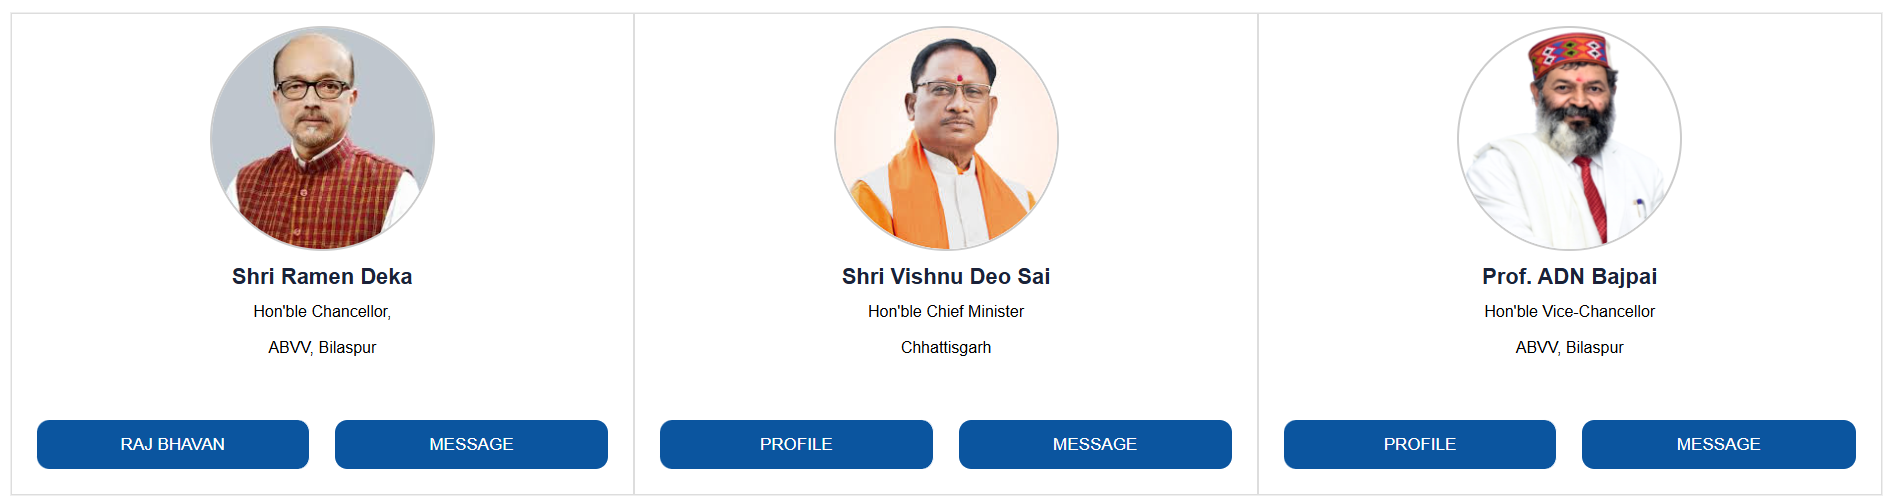 Shri Ramen Deka
Hon'ble Chancellor,
ABVV, Bilaspur
RAJ BHAVAN
MESSAGE
Shri Vishnu Deo Sai
Hon'ble Chief Minister
Chhattisgarh
PROFILE
MESSAGE
Prof. ADN Bajpai
Hon'ble Vice-Chancellor
ABVV, Bilaspur
PROFILE
MESSAGE